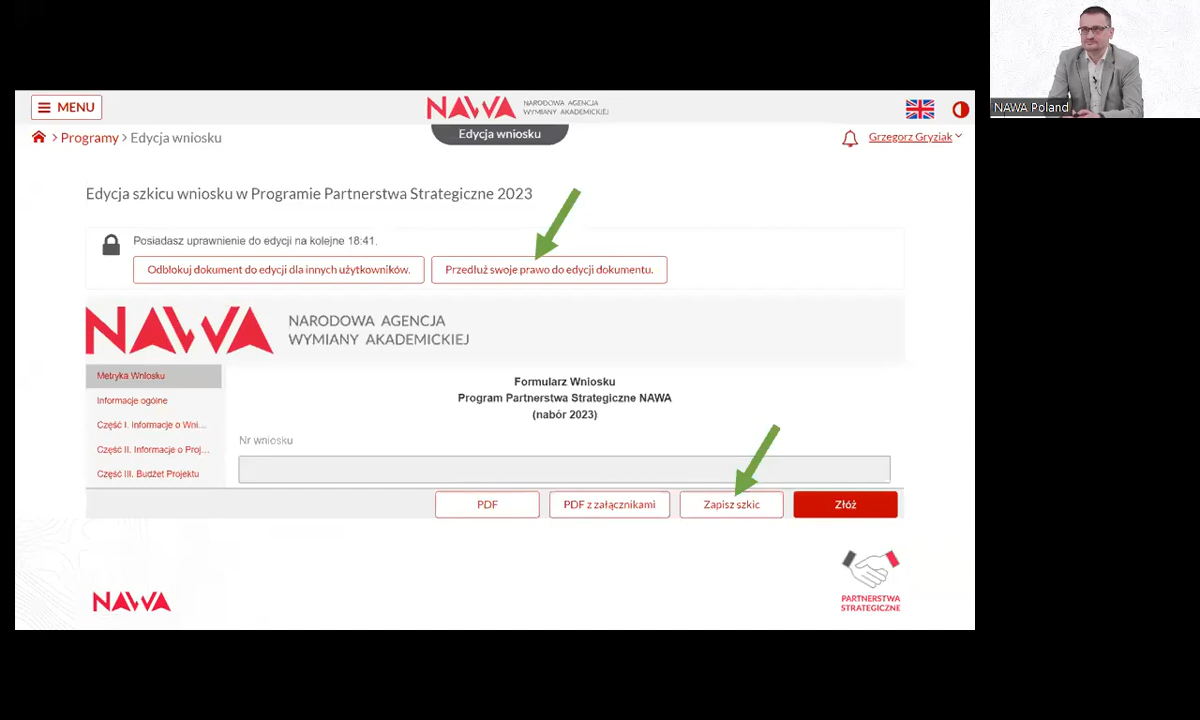 MENU
NAWA NARODOWA AGENCJA
WYMIANY AKADEMICKIEJ
NAWA Poland
Programy > Edycja wniosku
Edycja wniosku
Grzegorz Gryziak
Edycja szkicu wniosku w Programie Partnerstwa Strategiczne 2023
Posiadasz uprawnienie do edycji na kolejne 18:41.
Odblokuj dokument do edycji dla innych użytkowników.
Przedłuż swoje prawo do edycji dokumentu.
NAWA NARODOWA AGENCJA
WYMIANY AKADEMICKIEJ
Metryka Wniosku
Informacje ogólne
Część I. Informacje o Wni...
Część II. Informacje o Proj...
Część III. Budżet Projektu
Formularz Wniosku
Program Partnerstwa Strategiczne NAWA
(nabór 2023)
Nr wniosku
PDF
PDF z załącznikami
Zapisz szkic
Złóż
NAWA
PARTNERSTWA
STRATEGICZNE